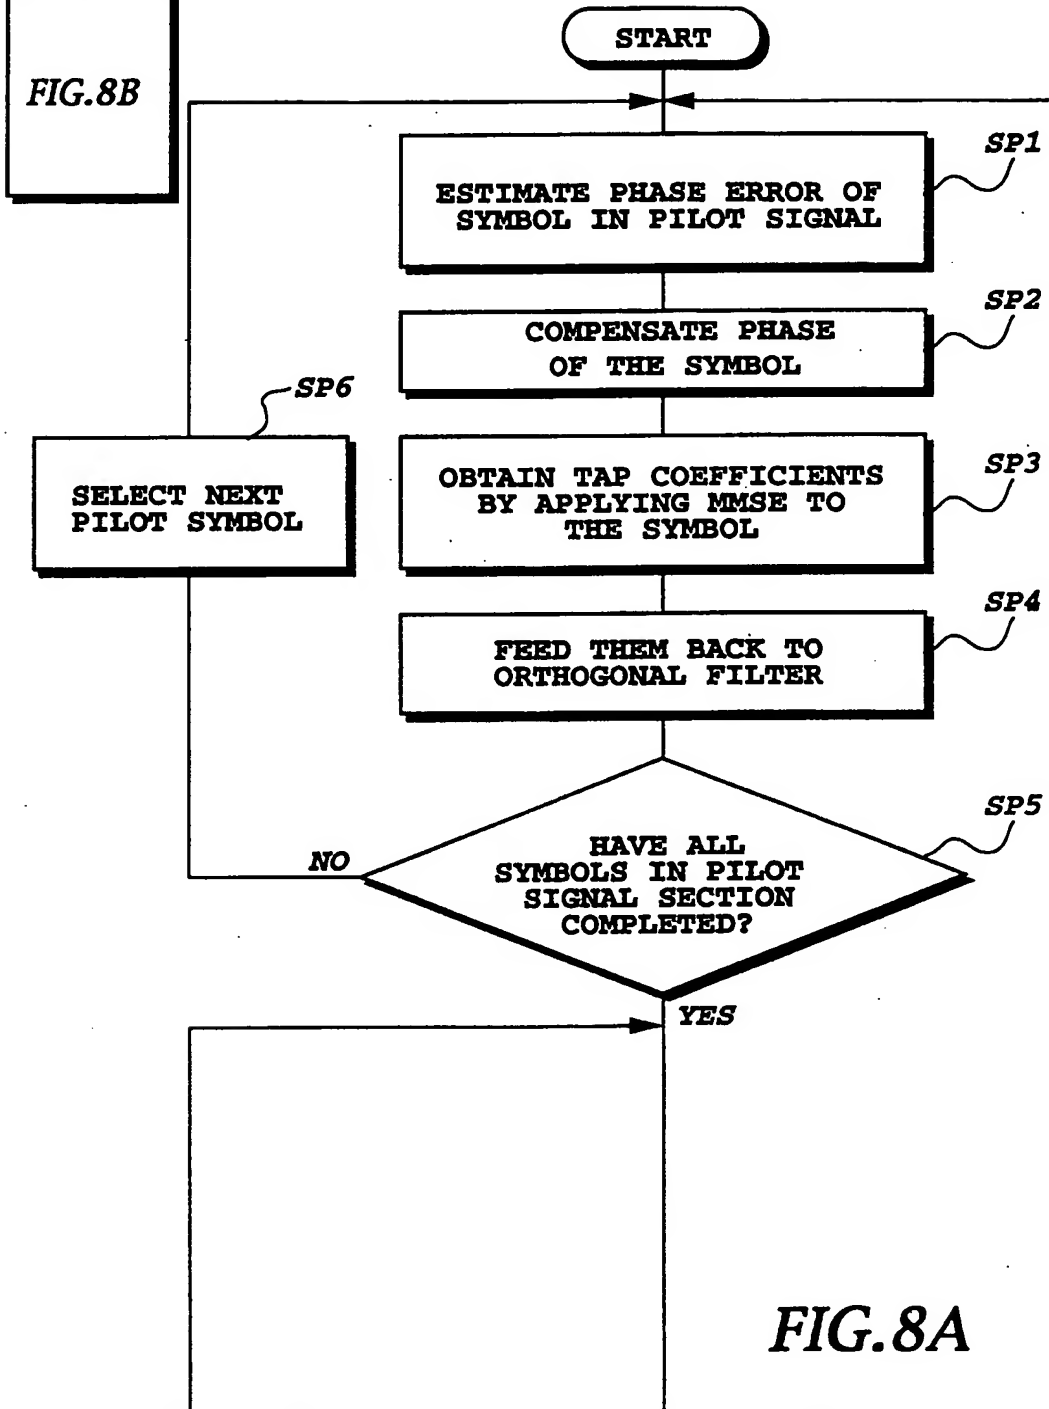 START
FIG.8B
SP1
ESTIMATE PHASE ERROR OF
SYMBOL IN PILOT SIGNAL
SP2
COMPENSATE PHASE
OF THE SYMBOL
SP6
SELECT NEXT
PILOT SYMBOL
SP3
OBTAIN TAP COEFFICIENTS
BY APPLYING MMSE TO
THE SYMBOL
SP4
FEED THEM BACK TO
ORTHOGONAL FILTER
SP5
HAVE ALL
SYMBOLS IN PILOT
SIGNAL SECTION
COMPLETED?
NO
YES
FIG.8A